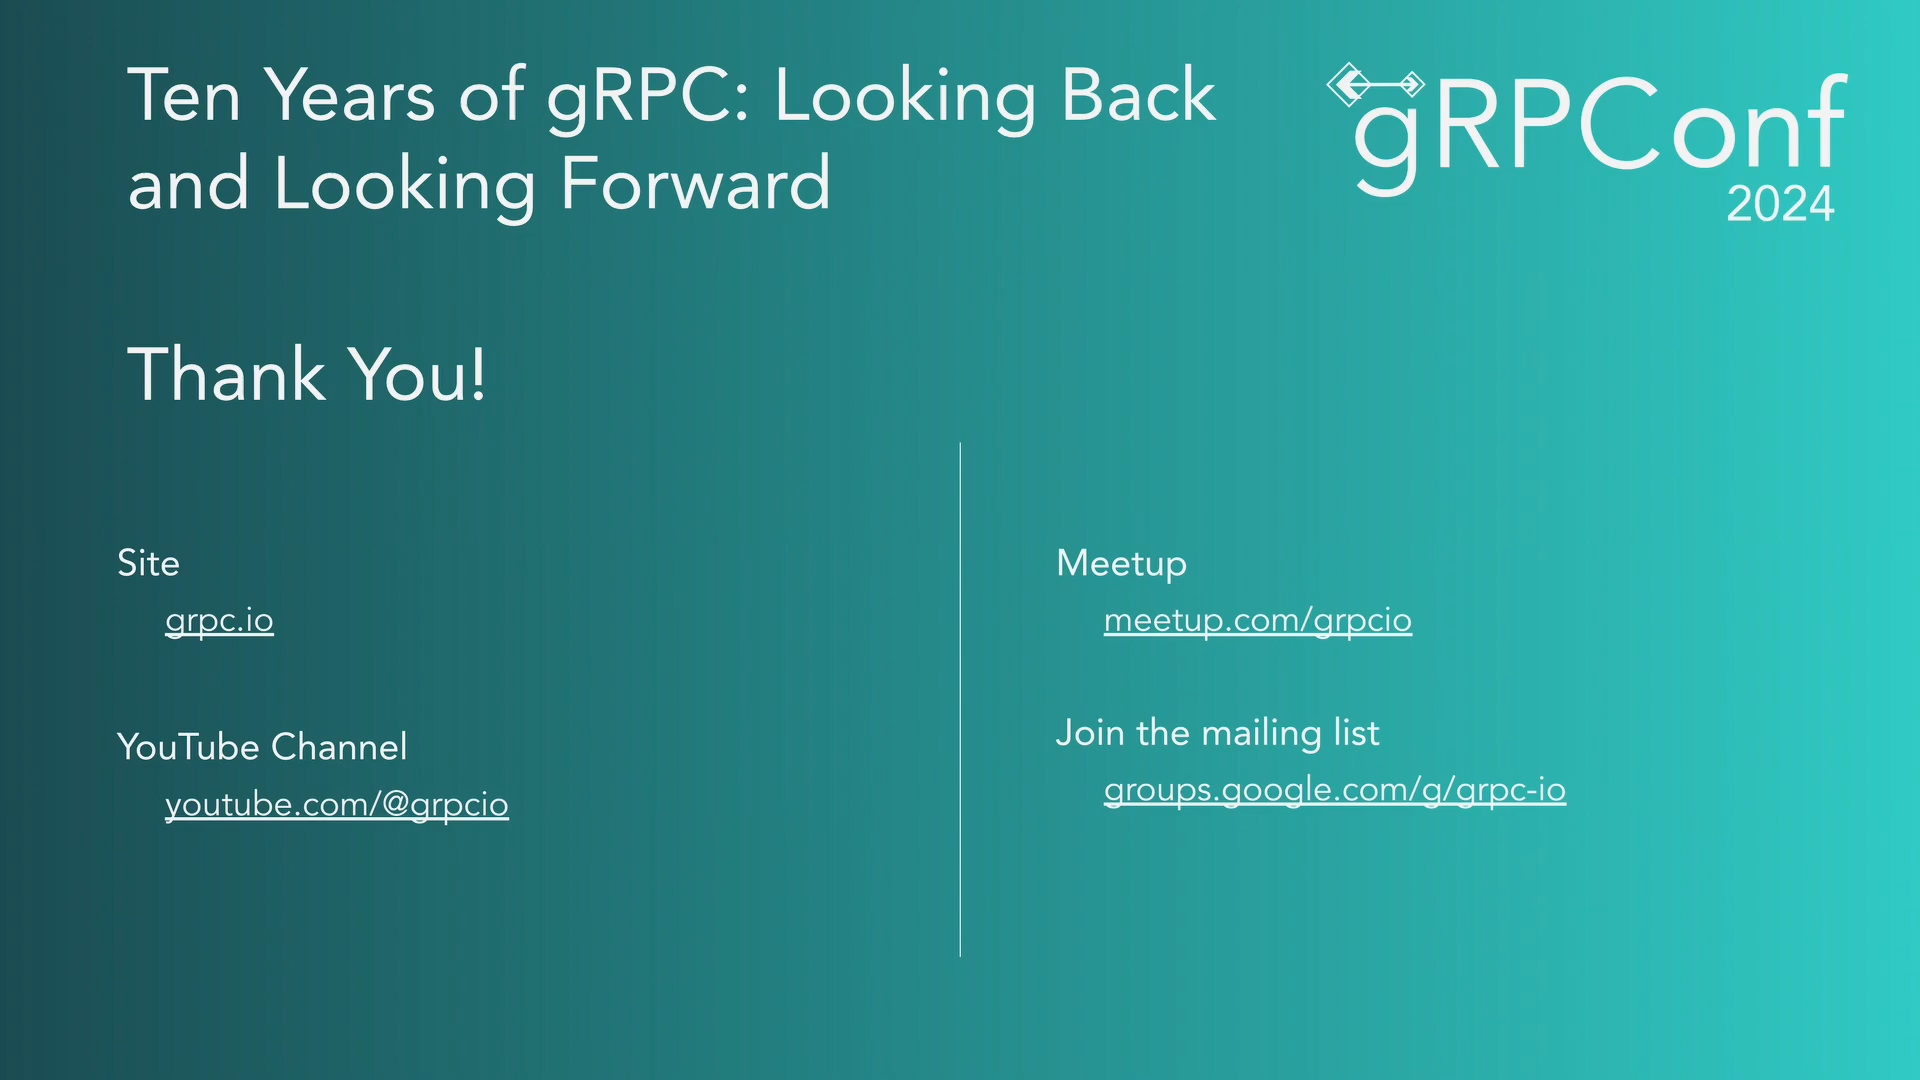 Ten Years of gRPC: Looking Back
and Looking Forward
gRPConf
2024
Thank You!
Site
grpc.io
YouTube Channel
youtube.com/@grpcio
Meetup
meetup.com/grpcio
Join the mailing list
groups.google.com/g/grpc-io